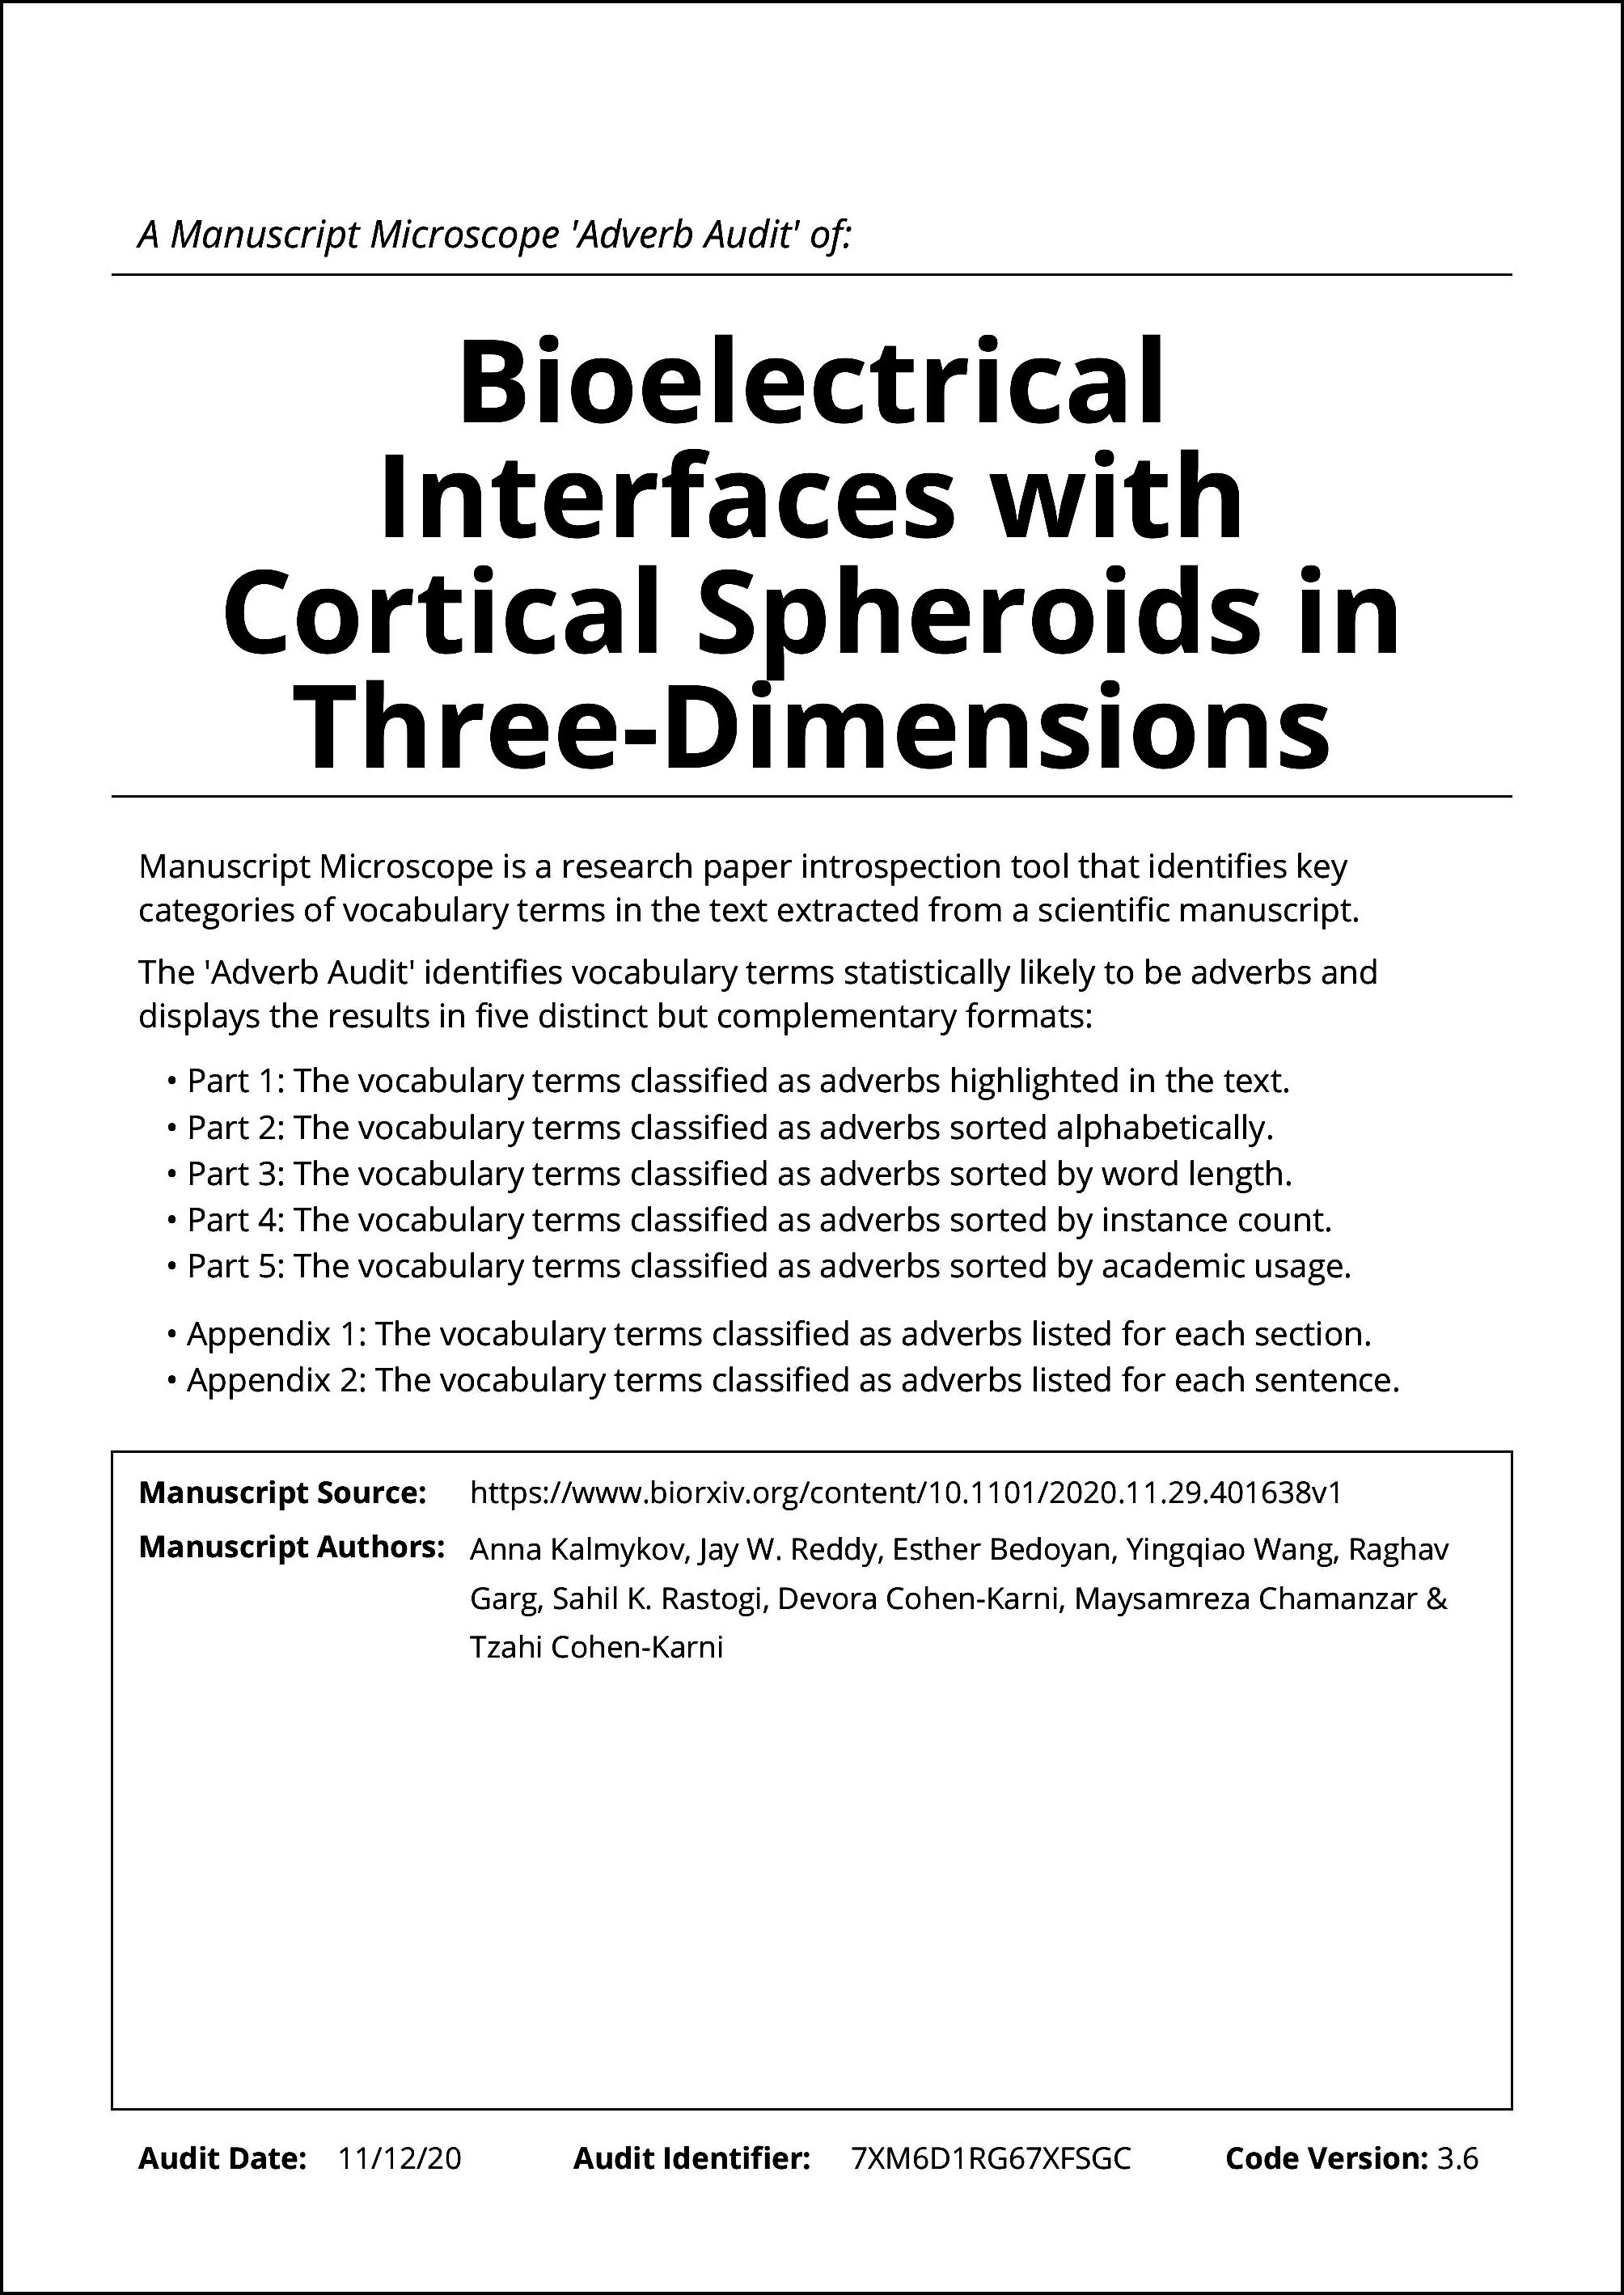 A Manuscript Microscope 'Adverb Audit' of:
Bioelectrical
Interfaces with
Cortical Spheroids in
Three-Dimensions
Manuscript Microscope is a research paper introspection tool that identifies key
categories of vocabulary terms in the text extracted from a scientific manuscript.
The 'Adverb Audit' identifies vocabulary terms statistically likely to be adverbs and
displays the results in five distinct but complementary formats:
• Part 1: The vocabulary terms classified as adverbs highlighted in the text.
• Part 2: The vocabulary terms classified as adverbs sorted alphabetically.
• Part 3: The vocabulary terms classified as adverbs sorted by word length.
• Part 4: The vocabulary terms classified as adverbs sorted by instance count.
• Part 5: The vocabulary terms classified as adverbs sorted by academic usage.
• Appendix 1: The vocabulary terms classified as adverbs listed for each section.
• Appendix 2: The vocabulary terms classified as adverbs listed for each sentence.
Manuscript Source: https://www.biorxiv.org/content/10.1101/2020.11.29.401638v1
Manuscript Authors: Anna Kalmykov, Jay W. Reddy, Esther Bedoyan, Yingqiao Wang, Raghav
Garg, Sahil K. Rastogi, Devora Cohen-Karni, Maysamreza Chamanzar &
Tzahi Cohen-Karni
Audit Date: 11/12/20 Audit Identifier: 7XM6D1RG67XFSGC Code Version: 3.6